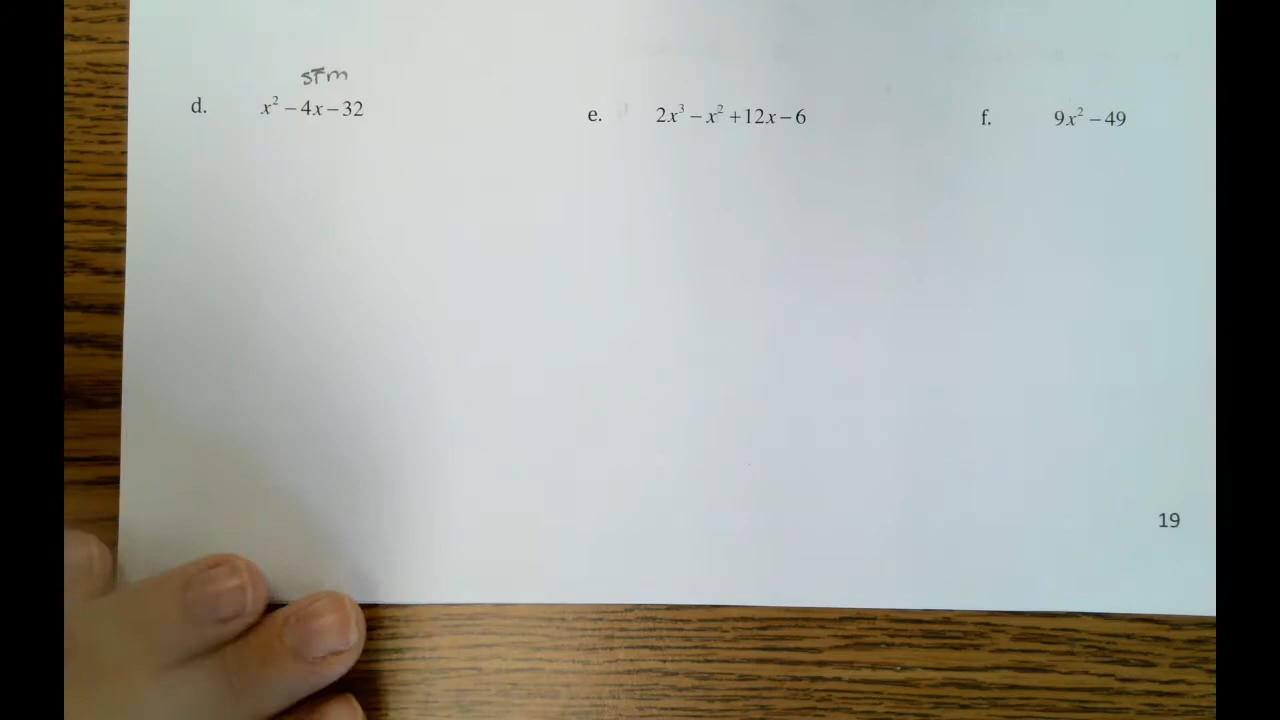 STM
d. x² − 4x − 32
e. 2x³ − x² + 12x − 6
f. 9x² − 49
19